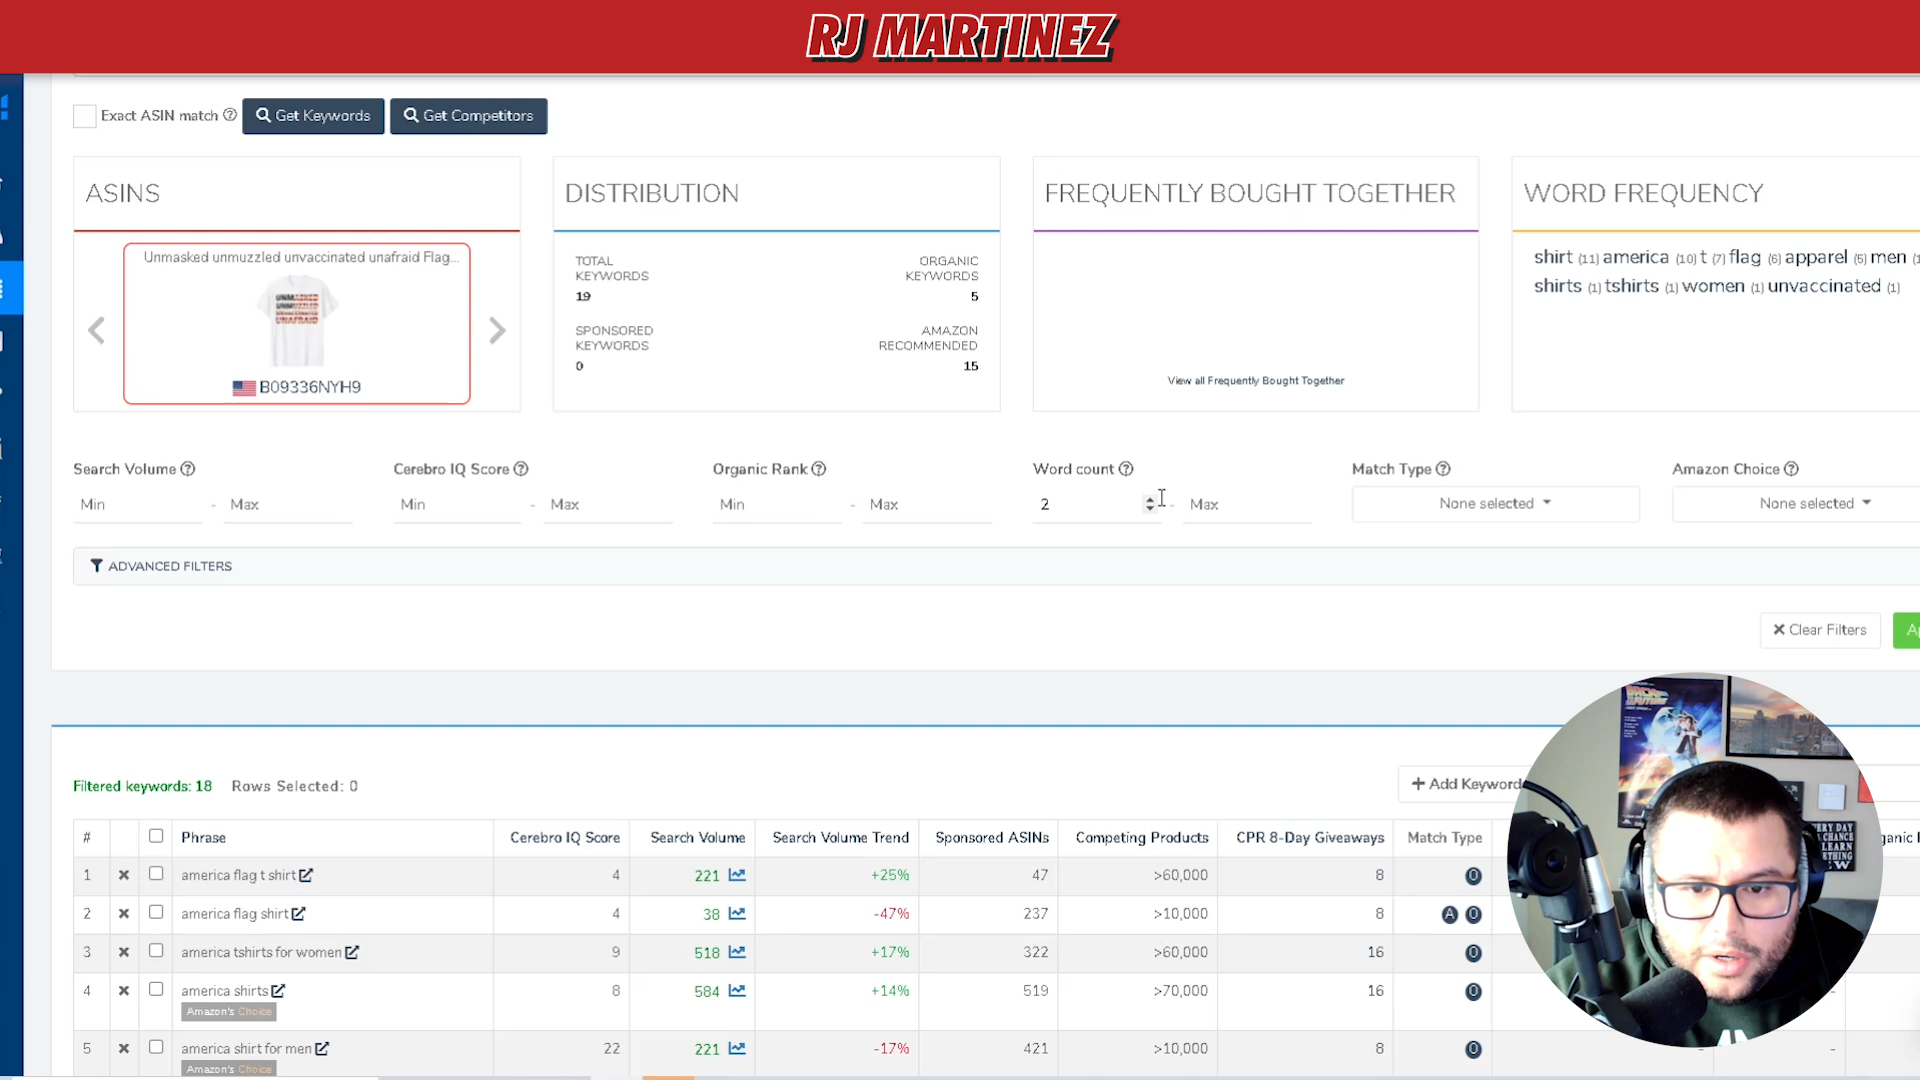 RJ MARTINEZ
Exact ASIN match Get Keywords Get Competitors
ASINS
Unmasked unmuzzled unvaccinated unafraid Flag...
UNMASKED
UNMUZZLED
UNVACCINATED
UNAFRAID
B09336NYH9
DISTRIBUTION
TOTAL KEYWORDS
19
ORGANIC KEYWORDS
5
SPONSORED KEYWORDS
0
AMAZON RECOMMENDED
15
FREQUENTLY BOUGHT TOGETHER
View all Frequently Bought Together
WORD FREQUENCY
shirt (11) america (10) t (7) flag (6) apparel (5) men (1
shirts (1) tshirts (1) women (1) unvaccinated (1)
Search Volume Cerebro IQ Score Organic Rank Word count Match Type Amazon Choice
Min - Max Min - Max Min - Max 2 - Max None selected None selected
ADVANCED FILTERS
Clear Filters Ap
Filtered keywords: 18 Rows Selected: 0
+ Add Keyword
# Phrase Cerebro IQ Score Search Volume Search Volume Trend Sponsored ASINs Competing Products CPR 8-Day Giveaways Match Type ganic
1 america flag t shirt 4 221 +25% 47 >60,000 8 O
2 america flag shirt 4 38 -47% 237 >10,000 8 A O
3 america tshirts for women 9 518 +17% 322 >60,000 16 O
4 america shirts 8 584 +14% 519 >70,000 16 O -
Amazon's Choice
5 america shirt for men 22 221 -17% 421 >10,000 8 O - -
Amazon's Choice
BACK
FUTURE